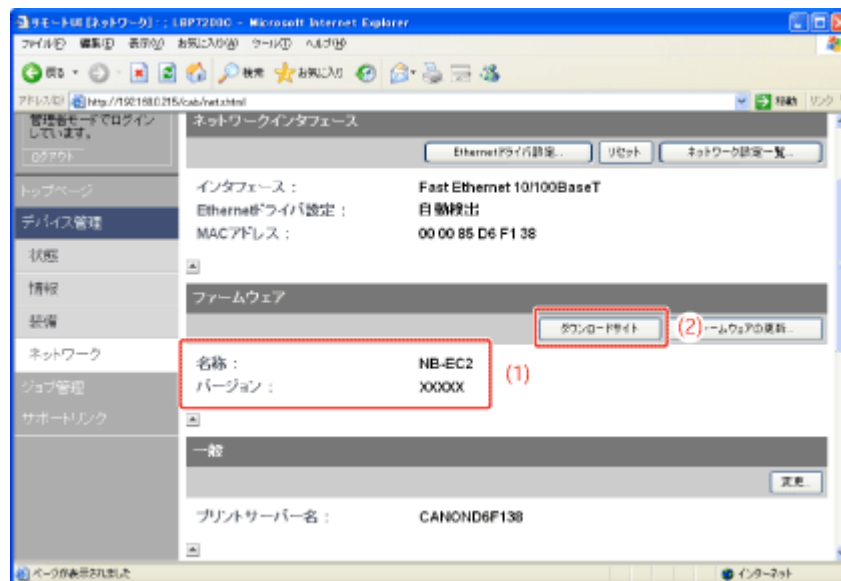 リモートUI [ネットワーク] : ; LBP7200C - Microsoft Internet Explorer
ファイル(F) 編集(E) 表示(V) お気に入り(A) ツール(T) ヘルプ(H)
戻る 検索 お気に入り
アドレス(D) http://192.168.0.215/cab/net.shtml 移動 リンク
管理者モードでログイン
しています。
ログアウト
トップページ
デバイス管理
状態
情報
装備
ネットワーク
ジョブ管理
サポートリンク
ネットワークインタフェース
Ethernetドライバ設定... リセット ネットワーク設定一覧...
インタフェース : Fast Ethernet 10/100BaseT
Ethernetドライバ設定 : 自動検出
MACアドレス : 00 00 85 D6 F1 38
ファームウェア
ダウンロードサイト (2) ームウェアの更新...
名称 : NB-EC2
バージョン : XXXXX
(1)
一般
変更...
プリントサーバー名 : CANOND6F138
ページが表示されました インターネット